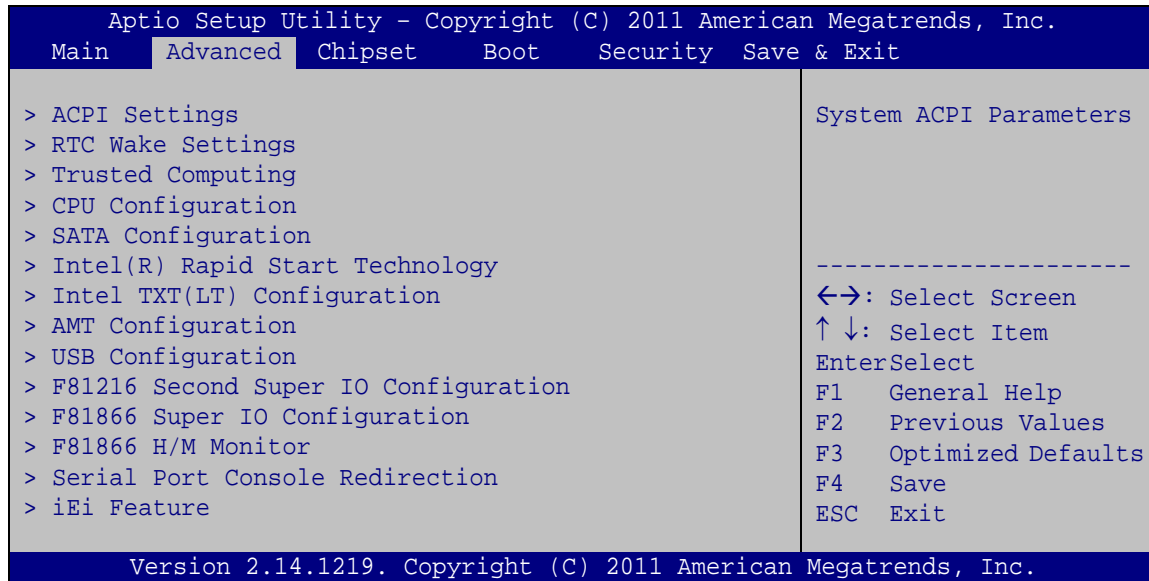 Aptio Setup Utility – Copyright (C) 2011 American Megatrends, Inc.
Main Advanced Chipset Boot Security Save & Exit
> ACPI Settings
> RTC Wake Settings
> Trusted Computing
> CPU Configuration
> SATA Configuration
> Intel(R) Rapid Start Technology
> Intel TXT(LT) Configuration
> AMT Configuration
> USB Configuration
> F81216 Second Super IO Configuration
> F81866 Super IO Configuration
> F81866 H/M Monitor
> Serial Port Console Redirection
> iEi Feature
System ACPI Parameters
----------------------
←→: Select Screen
↑ ↓: Select Item
EnterSelect
F1 General Help
F2 Previous Values
F3 Optimized Defaults
F4 Save
ESC Exit
Version 2.14.1219. Copyright (C) 2011 American Megatrends, Inc.